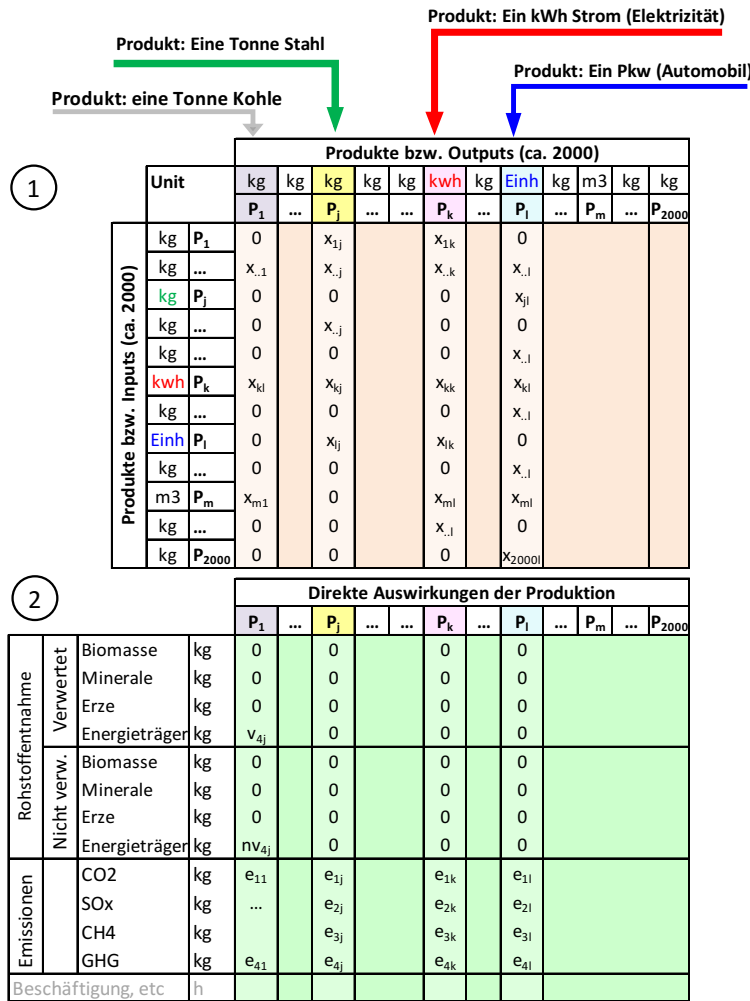 Produkt: Ein kWh Strom (Elektrizität)
Produkt: Eine Tonne Stahl
Produkt: Ein Pkw (Automobil)
Produkt: eine Tonne Kohle
1
Produkte bzw. Outputs (ca. 2000)
Unit kg kg kg kg kg kwh kg Einh kg m3 kg kg
P1 ... Pj ... ... Pk ... Pl ... Pm ... P2000
Produkte bzw. Inputs (ca. 2000)
kg P1 0 x1j x1k 0
kg ... x..1 x..j x..k x..l
kg Pj 0 0 0 xjl
kg ... 0 x..j 0 0
kg ... 0 0 0 x..l
kwh Pk xkl xkj xkk xkl
kg ... 0 0 0 x..l
Einh Pl 0 xlj xlk 0
kg ... 0 0 0 x..l
m3 Pm xm1 0 xml xml
kg ... 0 0 x..l 0
kg P2000 0 0 0 x2000l
2
Direkte Auswirkungen der Produktion
P1 ... Pj ... ... Pk ... Pl ... Pm ... P2000
Rohstoffentnahme
Verwertet
Biomasse kg 0 0 0 0
Minerale kg 0 0 0 0
Erze kg 0 0 0 0
Energieträger kg v4j 0 0 0
Nicht verw.
Biomasse kg 0 0 0 0
Minerale kg 0 0 0 0
Erze kg 0 0 0 0
Energieträger kg nv4j 0 0 0
Emissionen
CO2 kg e11 e1j e1k e1l
SOx kg ... e2j e2k e2l
CH4 kg e3j e3k e3l
GHG kg e41 e4j e4k e4l
Beschäftigung, etc h